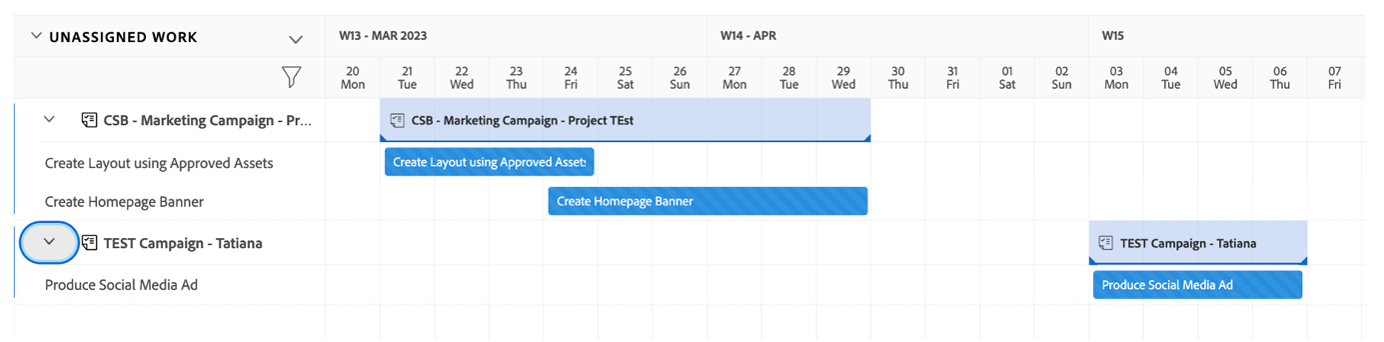 UNASSIGNED WORK W13 - MAR 2023 W14 - APR W15
20 21 22 23 24 25 26 27 28 29 30 31 01 02 03 04 05 06 07
Mon Tue Wed Thu Fri Sat Sun Mon Tue Wed Thu Fri Sat Sun Mon Tue Wed Thu Fri
CSB - Marketing Campaign - Pr... CSB - Marketing Campaign - Project TEst
Create Layout using Approved Assets Create Layout using Approved Assets
Create Homepage Banner Create Homepage Banner
TEST Campaign - Tatiana TEST Campaign - Tatiana
Produce Social Media Ad Produce Social Media Ad